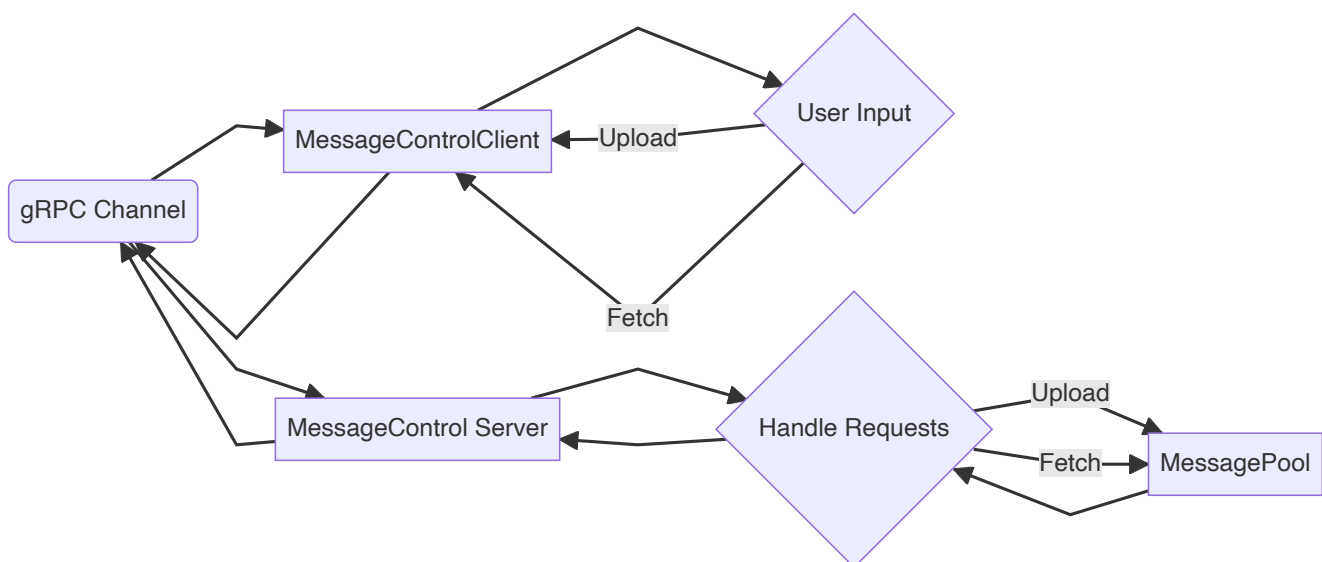 User Input
MessageControlClient
Upload
gRPC Channel
Fetch
Upload
MessageControl Server
Handle Requests
Fetch
MessagePool